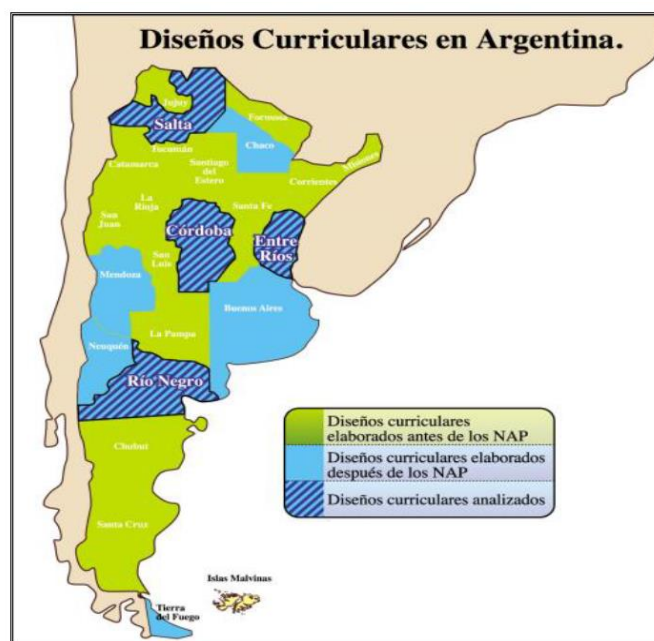 Diseños Curriculares en Argentina.
Jujuy
Salta
Formosa
Chaco
Tucumán
Catamarca
Santiago
del
Estero
Misiones
Corrientes
La
Rioja
Santa Fe
San
Juan
Córdoba
Entre
Ríos
San
Luis
Mendoza
Buenos Aires
La Pampa
Neuquén
Río Negro
Chubut
Santa Cruz
Diseños curriculares
elaborados antes de los NAP
Diseños curriculares elaborados
después de los NAP
Diseños curriculares analizados
Islas Malvinas
Tierra
del Fuego